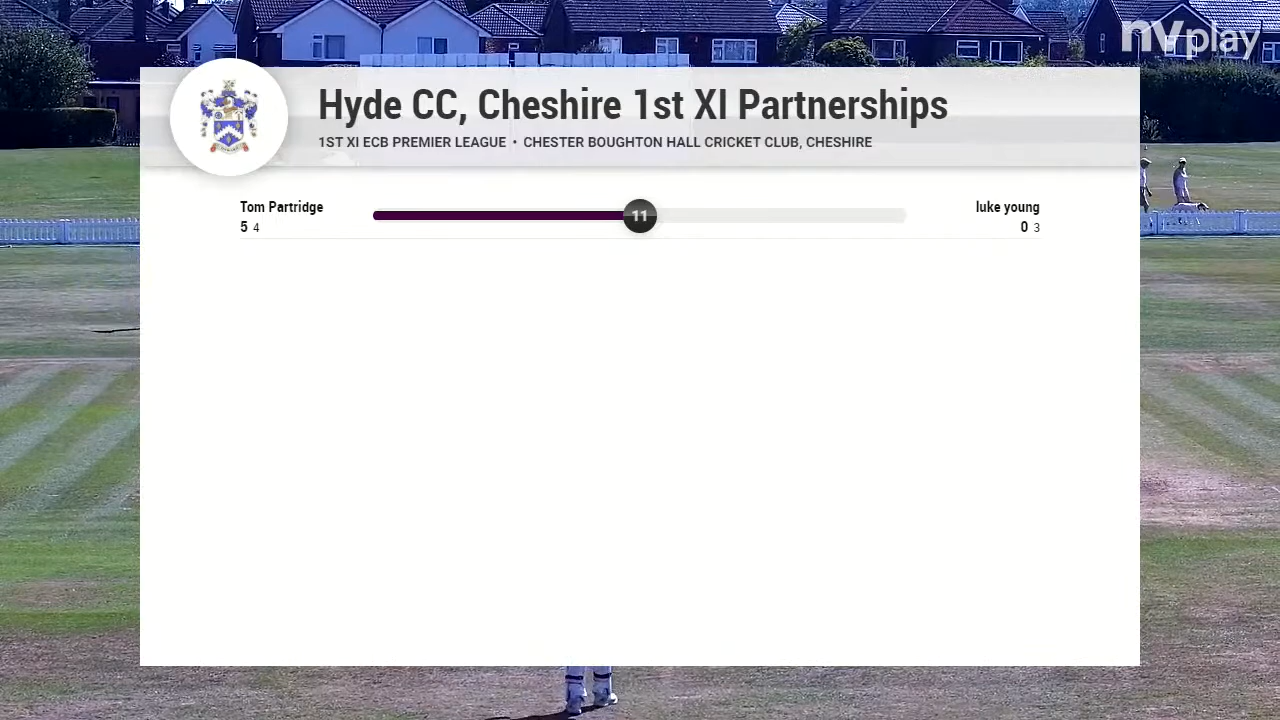 nvplay
Hyde CC, Cheshire 1st XI Partnerships
1ST XI ECB PREMIER LEAGUE • CHESTER BOUGHTON HALL CRICKET CLUB, CHESHIRE
Tom Partridge
5 4
11
luke young
0 3